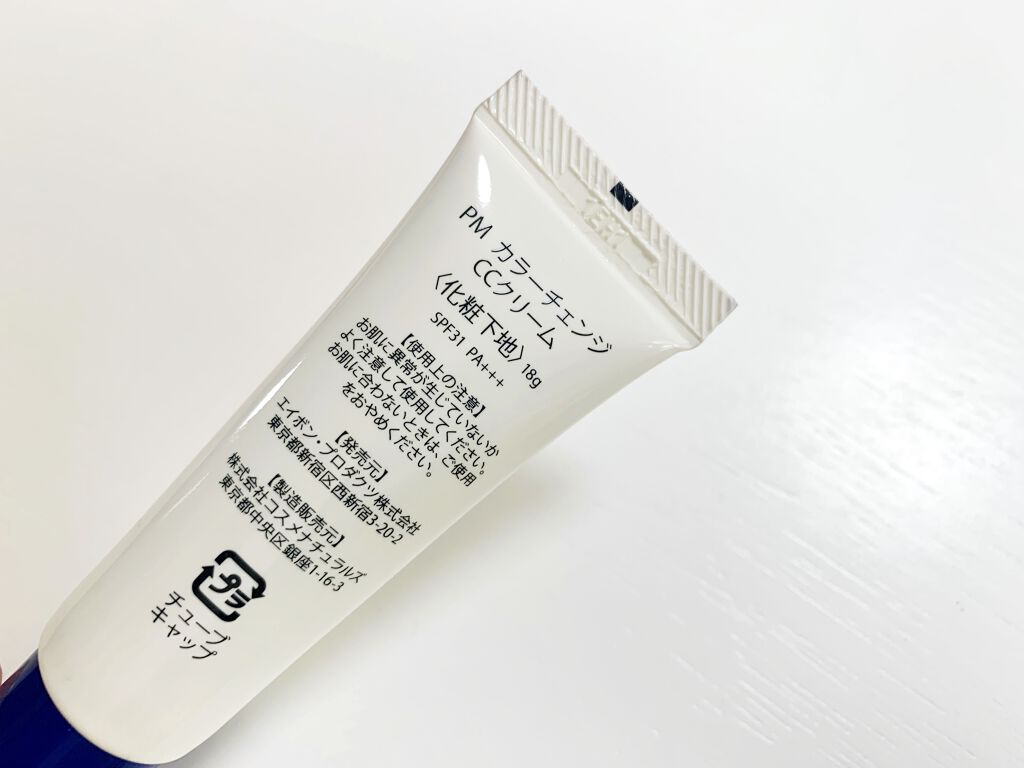 PM カラーチェンジ
CCクリーム
〈化粧下地〉 18g
SPF31 PA+++
【使用上の注意】
お肌に異常が生じていないか
よく注意して使用してください。
お肌に合わないときは、ご使用
をおやめください。
【発売元】
エイボン・プロダクツ株式会社
東京都新宿区西新宿3-20-2
【製造販売元】
株式会社コスメナチュラルズ
東京都中央区銀座1-16-3
プラ
チューブ
キャップ